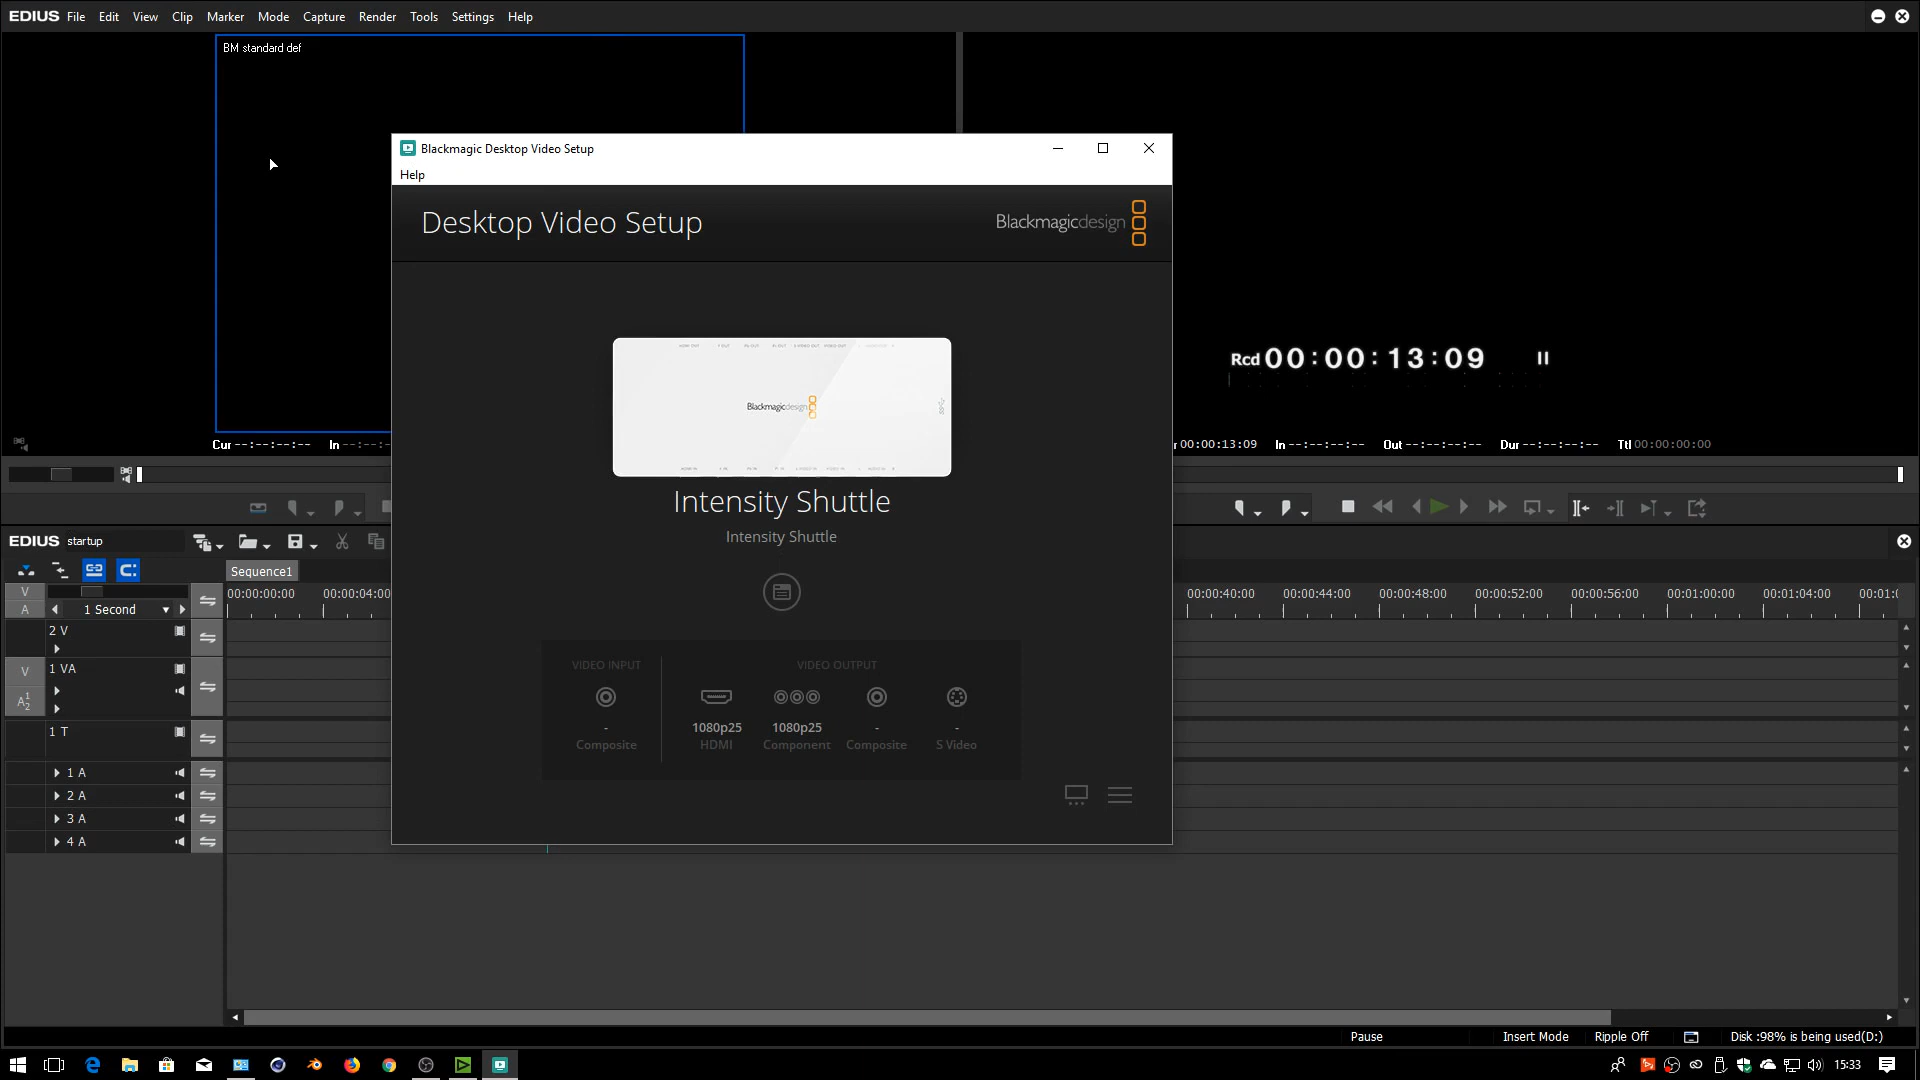 EDIUS File Edit View Clip Marker Mode Capture Render Tools Settings Help
BM standard def
Blackmagic Desktop Video Setup
Help
Desktop Video Setup
Blackmagicdesign
Blackmagicdesign
Intensity Shuttle
Intensity Shuttle
VIDEO INPUT
VIDEO OUTPUT
- 1080p25 1080p25 - -
Composite HDMI Component Composite S Video
Rcd 00:00:13:09
Cur --:--:--:-- In --:--
00:00:13:09 In --:--:--:-- Out --:--:--:-- Dur --:--:--:-- Ttl 00:00:00:00
EDIUS startup
Sequence1
V
A 1 Second
00:00:00:00 00:00:04:00 00:00:40:00 00:00:44:00 00:00:48:00 00:00:52:00 00:00:56:00 00:01:00:00 00:01:04:00 00:01:0
2 V
V 1 VA
A12
1 T
1 A
2 A
3 A
4 A
Pause Insert Mode Ripple Off Disk :98% is being used(D:)
15:33